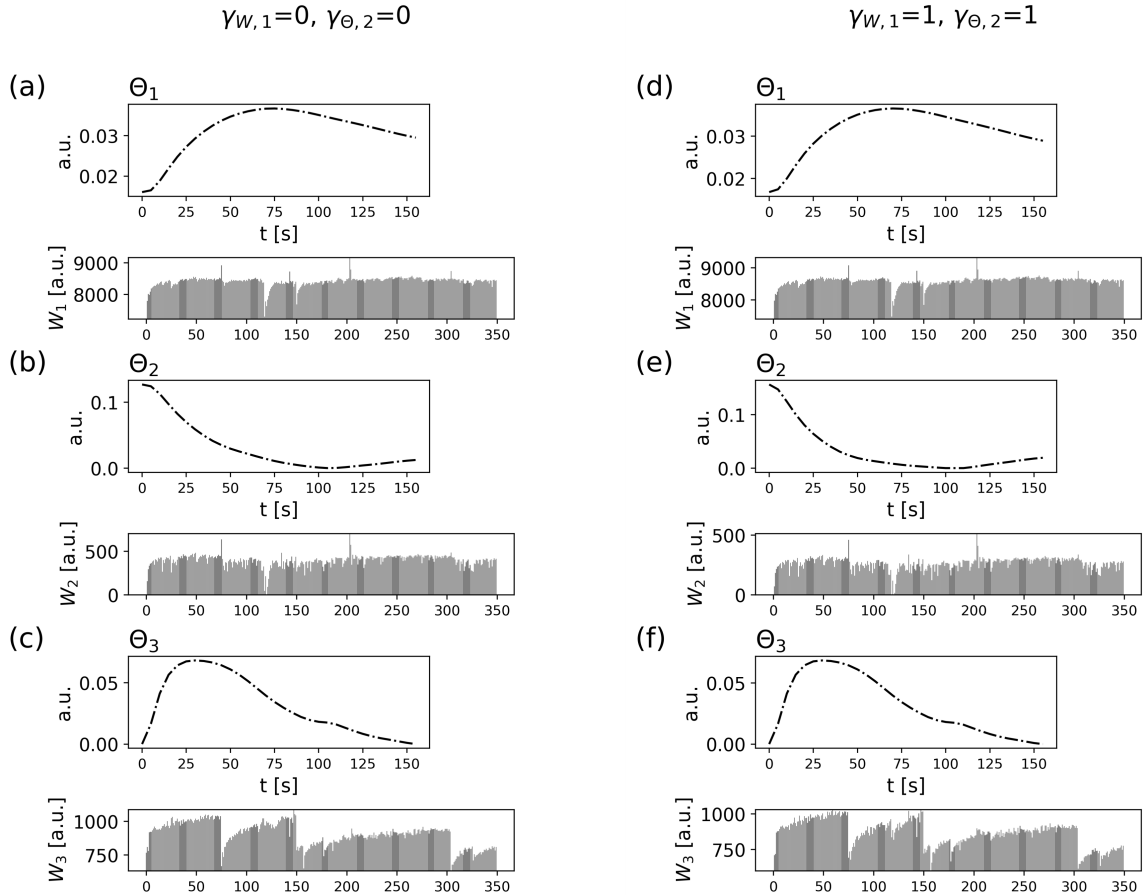 γW,1=0, γΘ,2=0
γW,1=1, γΘ,2=1
(a)
Θ1
a.u.
0.03
0.02
0 25 50 75 100 125 150
t [s]
W1 [a.u.]
9000
8000
0 50 100 150 200 250 300 350
(b)
Θ2
a.u.
0.1
0.0
0 25 50 75 100 125 150
t [s]
W2 [a.u.]
500
0
0 50 100 150 200 250 300 350
(c)
Θ3
a.u.
0.05
0.00
0 25 50 75 100 125 150
t [s]
W3 [a.u.]
1000
750
0 50 100 150 200 250 300 350
(d)
Θ1
a.u.
0.03
0.02
0 25 50 75 100 125 150
t [s]
W1 [a.u.]
9000
8000
0 50 100 150 200 250 300 350
(e)
Θ2
a.u.
0.1
0.0
0 25 50 75 100 125 150
t [s]
W2 [a.u.]
500
0
0 50 100 150 200 250 300 350
(f)
Θ3
a.u.
0.05
0.00
0 25 50 75 100 125 150
t [s]
W3 [a.u.]
1000
750
0 50 100 150 200 250 300 350